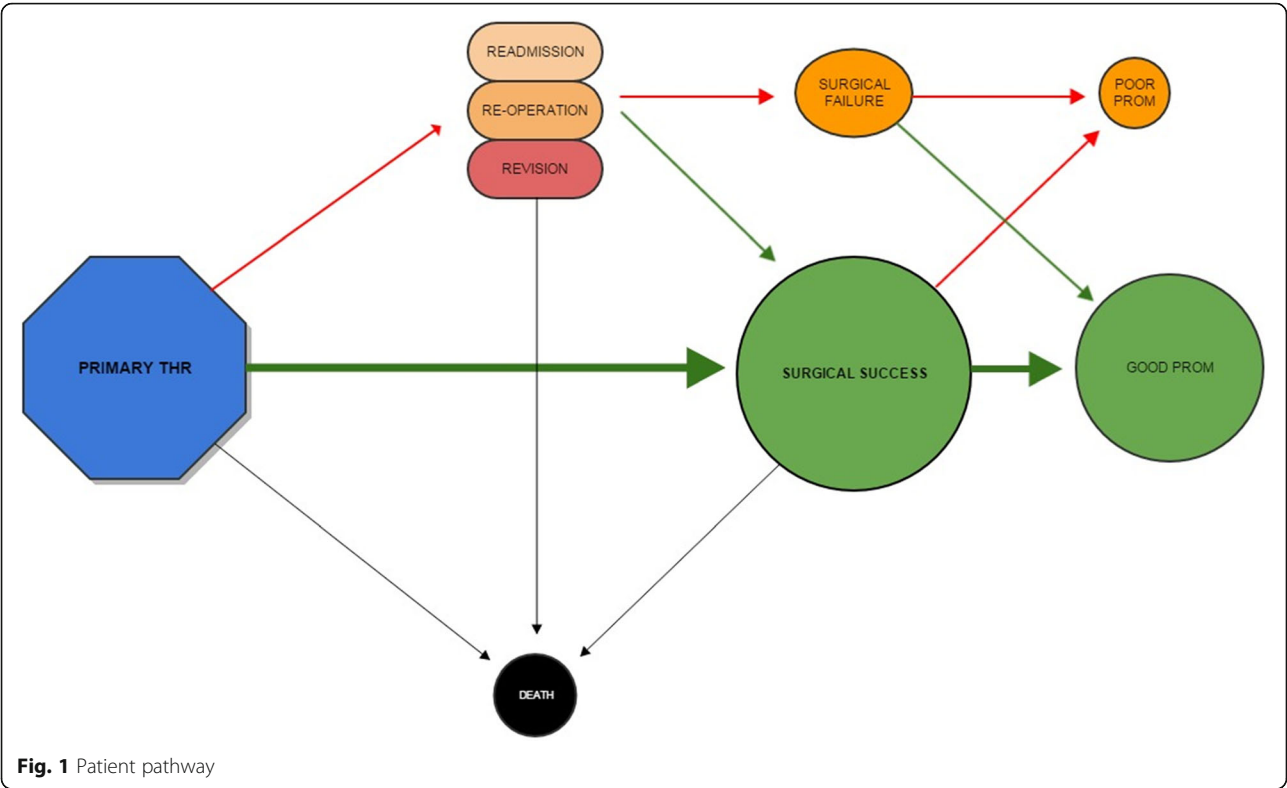 READMISSION
RE-OPERATION
REVISION
SURGICAL
FAILURE
POOR
PROM
PRIMARY THR
SURGICAL SUCCESS
GOOD PROM
DEATH
Fig. 1 Patient pathway